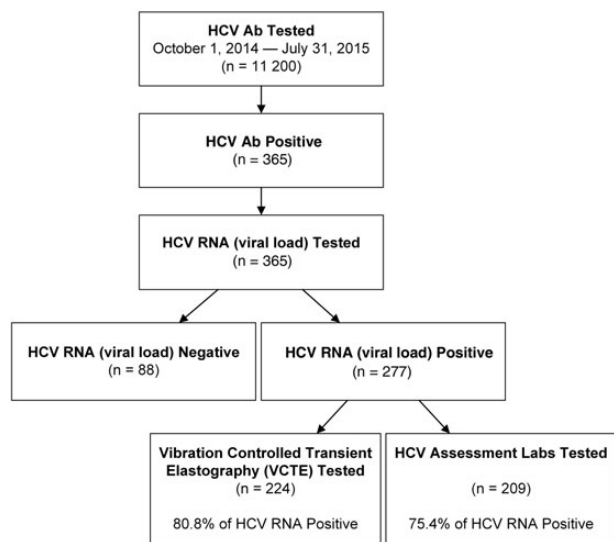 HCV Ab Tested
October 1, 2014 — July 31, 2015
(n = 11 200)
HCV Ab Positive
(n = 365)
HCV RNA (viral load) Tested
(n = 365)
HCV RNA (viral load) Negative
(n = 88)
HCV RNA (viral load) Positive
(n = 277)
Vibration Controlled Transient
Elastography (VCTE) Tested
(n = 224)
80.8% of HCV RNA Positive
HCV Assessment Labs Tested
(n = 209)
75.4% of HCV RNA Positive